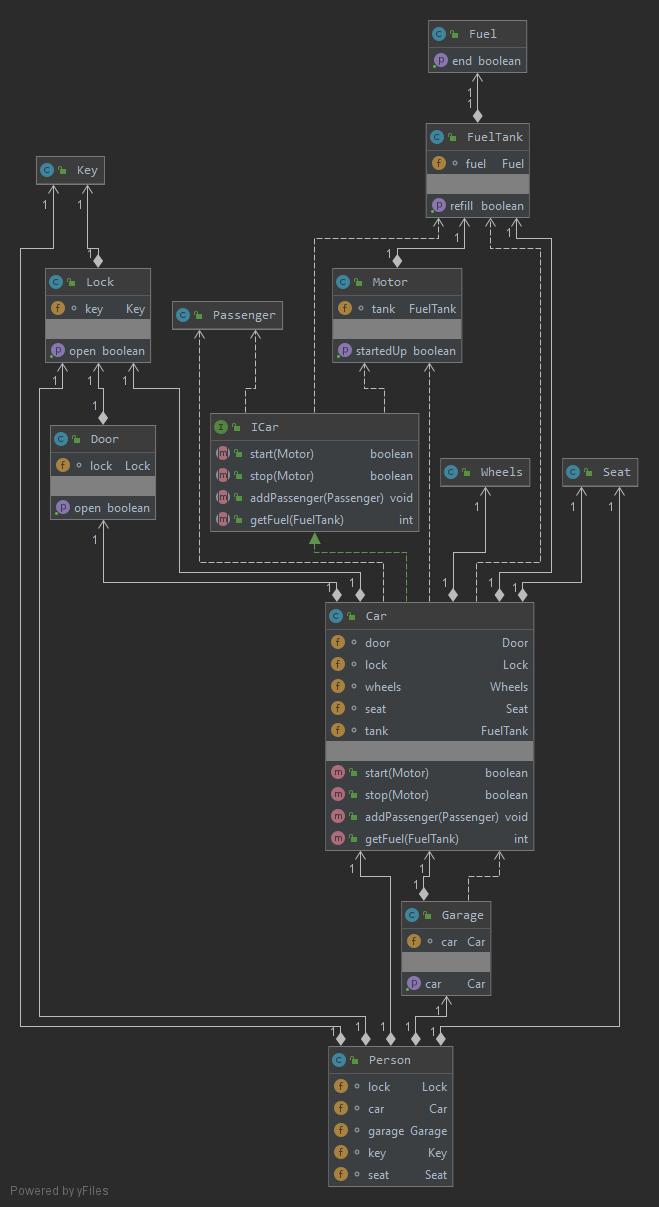 Fuel
end boolean
1
1
FuelTank
fuel Fuel
refill boolean
Key
1
1
1
1
1
1
Lock
key Key
open boolean
Passenger
Motor
tank FuelTank
startedUp boolean
1
1
1
1
Door
lock Lock
open boolean
ICar
start(Motor) boolean
stop(Motor) boolean
addPassenger(Passenger) void
getFuel(FuelTank) int
Wheels
Seat
1
1
1
1
1
1
1
1
1
Car
door Door
lock Lock
wheels Wheels
seat Seat
tank FuelTank
start(Motor) boolean
stop(Motor) boolean
addPassenger(Passenger) void
getFuel(FuelTank) int
1
1
1
Garage
car Car
car Car
1
1
1
1
1
1
Person
lock Lock
car Car
garage Garage
key Key
seat Seat
Powered by yFiles